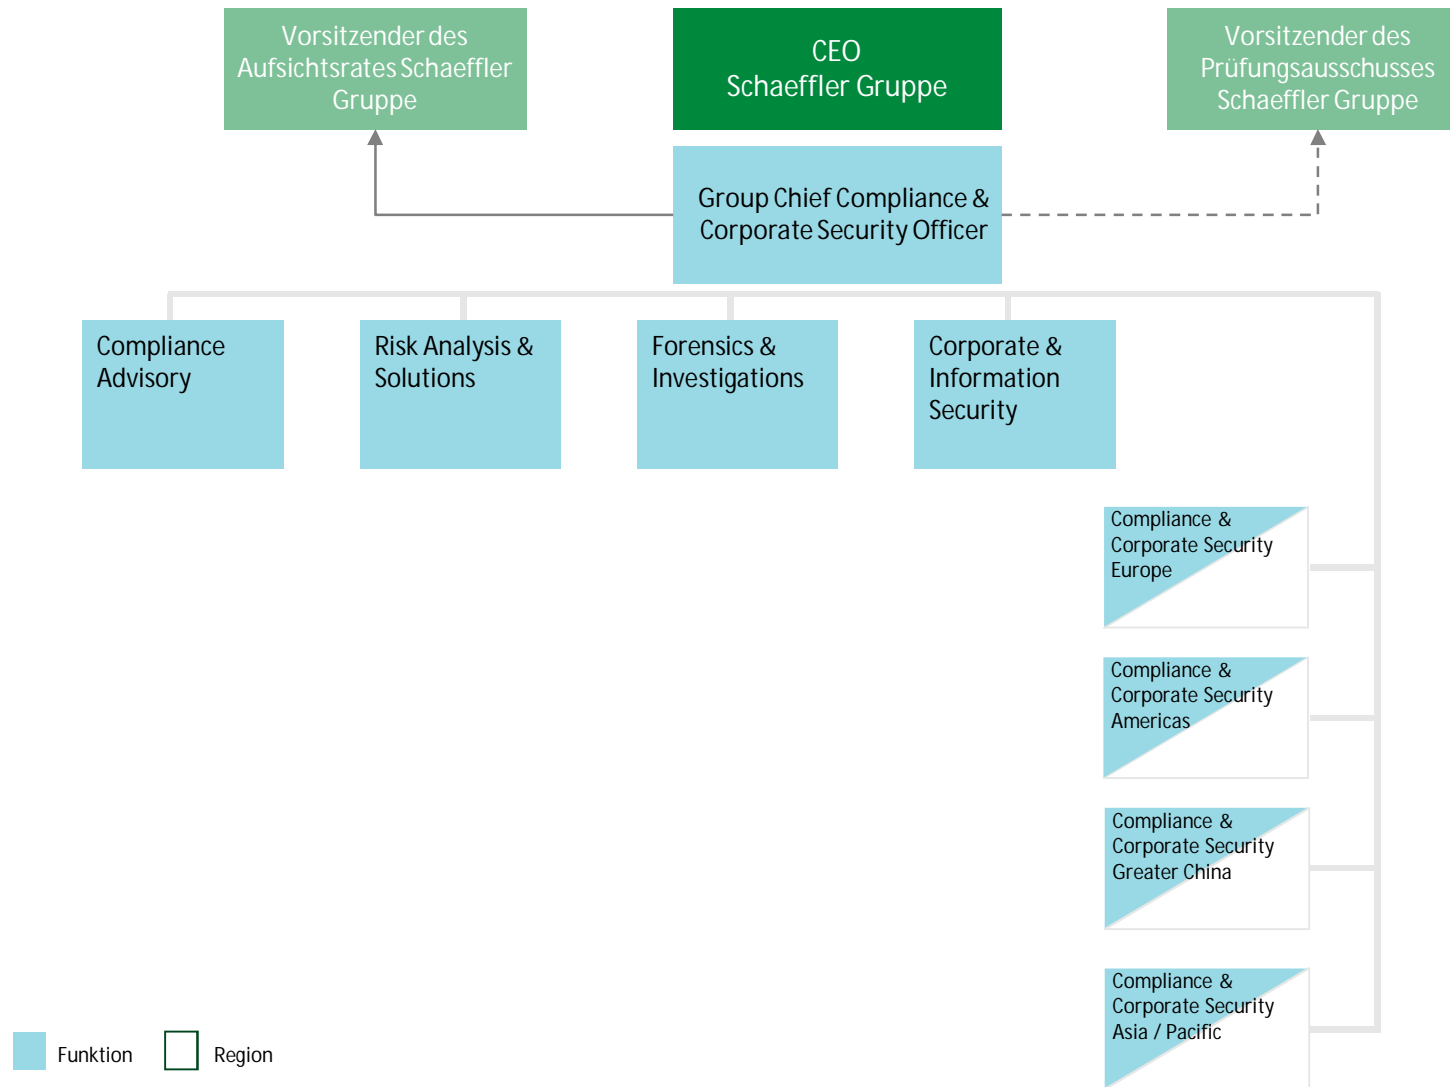 Vorsitzender des
Aufsichtsrates Schaeffler
Gruppe
CEO
Schaeffler Gruppe
Vorsitzender des
Prüfungsausschusses
Schaeffler Gruppe
Group Chief Compliance &
Corporate Security Officer
Compliance
Advisory
Risk Analysis &
Solutions
Forensics &
Investigations
Corporate &
Information
Security
Compliance &
Corporate Security
Europe
Compliance &
Corporate Security
Americas
Compliance &
Corporate Security
Greater China
Compliance &
Corporate Security
Asia / Pacific
Funktion
Region